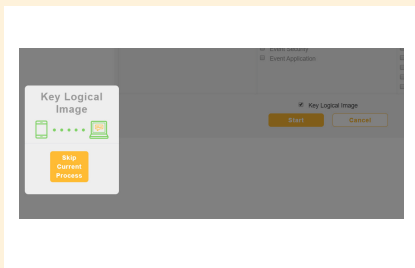 Event Security
Event Application
Key Logical Image
Start
Cancel
Key Logical
Image
Skip
Current
Process